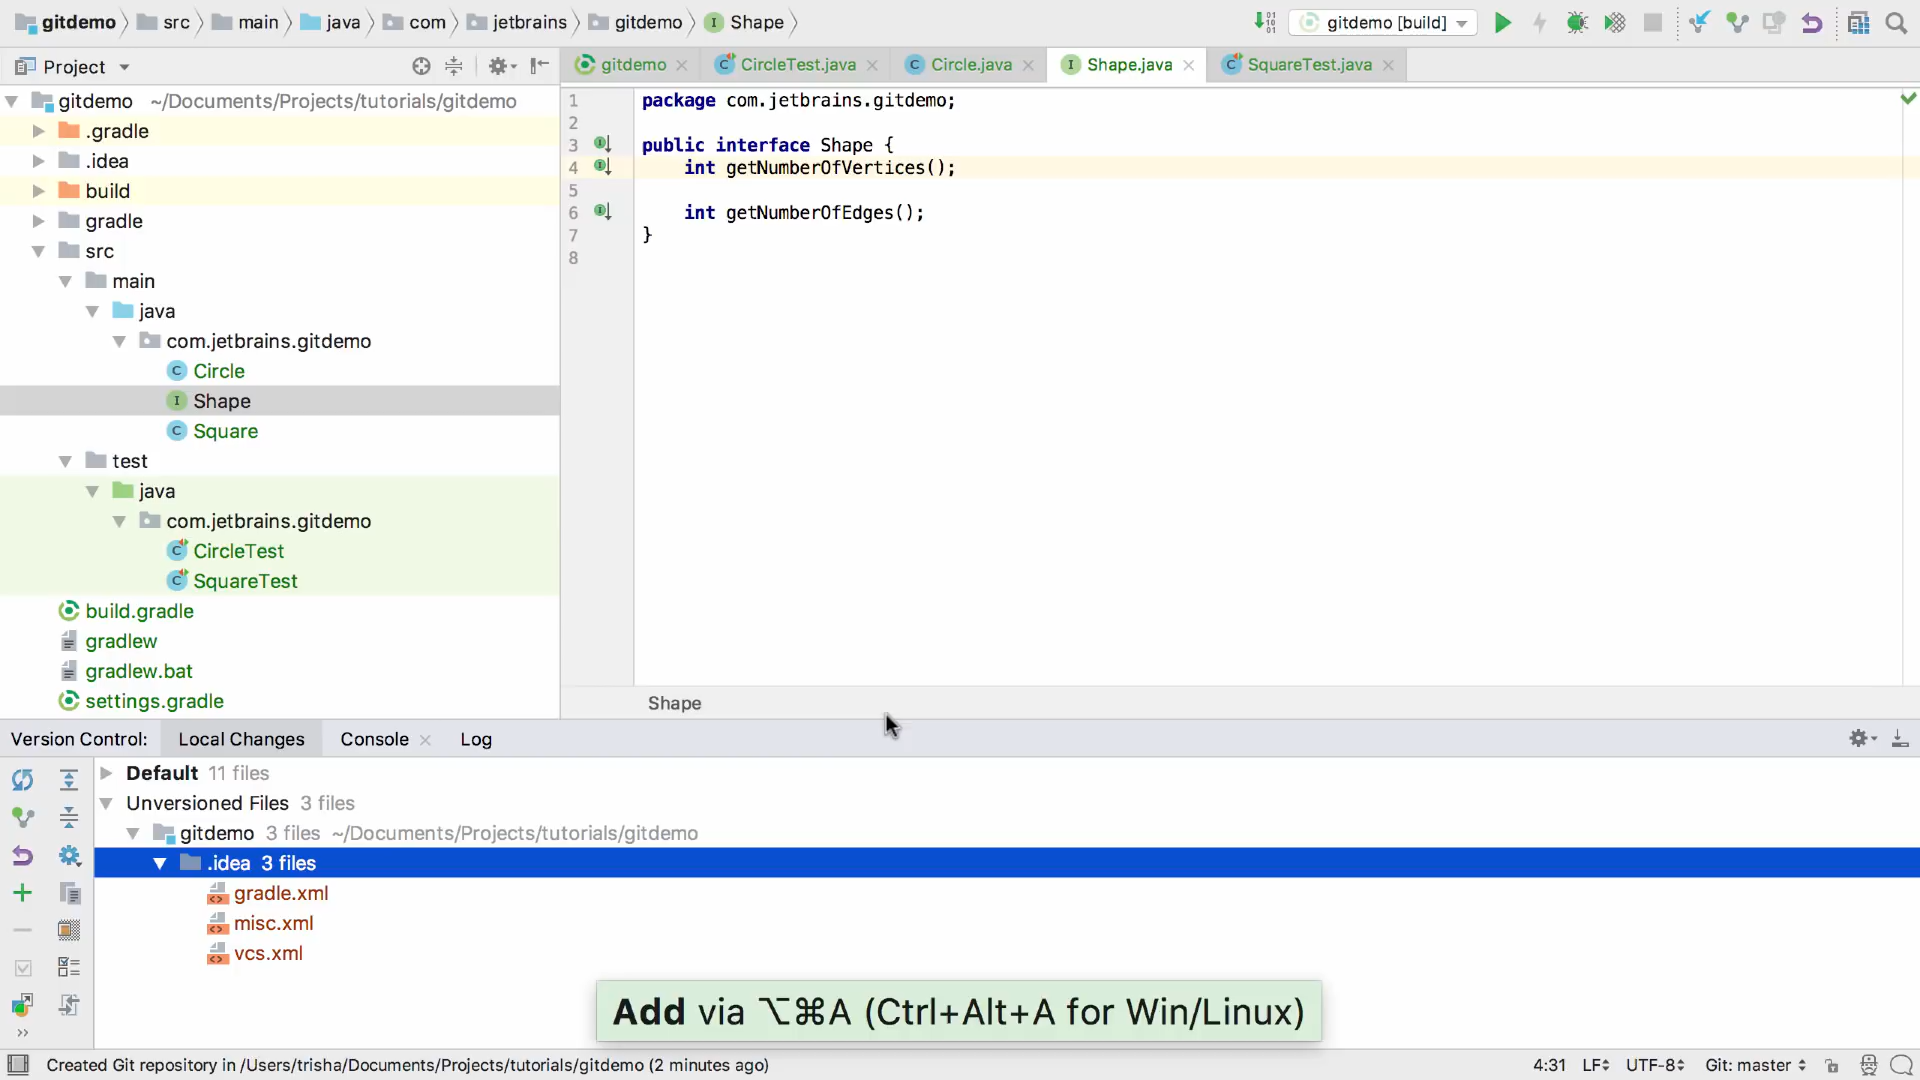 gitdemo src main java com jetbrains gitdemo Shape gitdemo [build]
Project
gitdemo CircleTest.java Circle.java Shape.java SquareTest.java
gitdemo ~/Documents/Projects/tutorials/gitdemo
.gradle
.idea
build
gradle
src
main
java
com.jetbrains.gitdemo
Circle
Shape
Square
test
java
com.jetbrains.gitdemo
CircleTest
SquareTest
build.gradle
gradlew
gradlew.bat
settings.gradle
1 package com.jetbrains.gitdemo;
2
3 public interface Shape {
4 int getNumberOfVertices();
5
6 int getNumberOfEdges();
7 }
8
Shape
Version Control: Local Changes Console Log
Default 11 files
Unversioned Files 3 files
gitdemo 3 files ~/Documents/Projects/tutorials/gitdemo
.idea 3 files
gradle.xml
misc.xml
vcs.xml
Add via ⌥⌘A (Ctrl+Alt+A for Win/Linux)
Created Git repository in /Users/trisha/Documents/Projects/tutorials/gitdemo (2 minutes ago) 4:31 LF UTF-8 Git: master